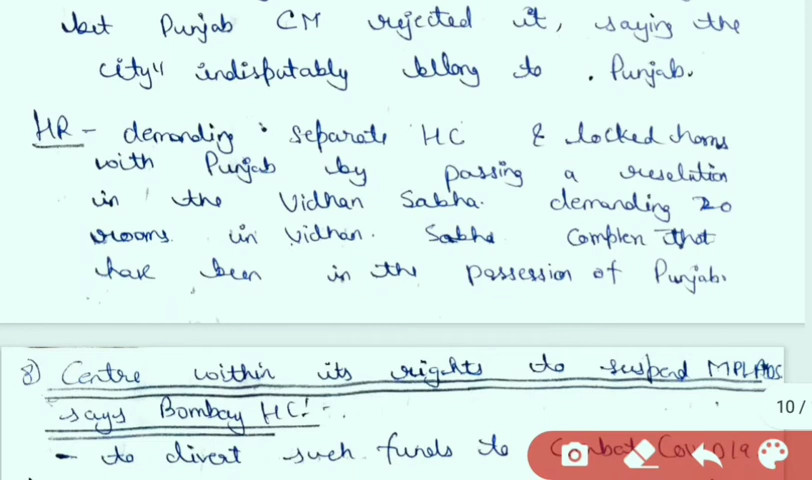 but Punjab CM rejected it, saying the
city" indisputably bellong to . Punjab.
HR - demanding separate HC & locked horns
with Punjab by passing a resolution
in the Vidhan Sabha. demanding 20
rooms. in Vidhan. Sabha Complex that
have been in the possession of Punjab.
8) Centre within its rights to suspend MPLADS
says Bombay HC! -.
- to divert such funds to Combat Covid19
10 /